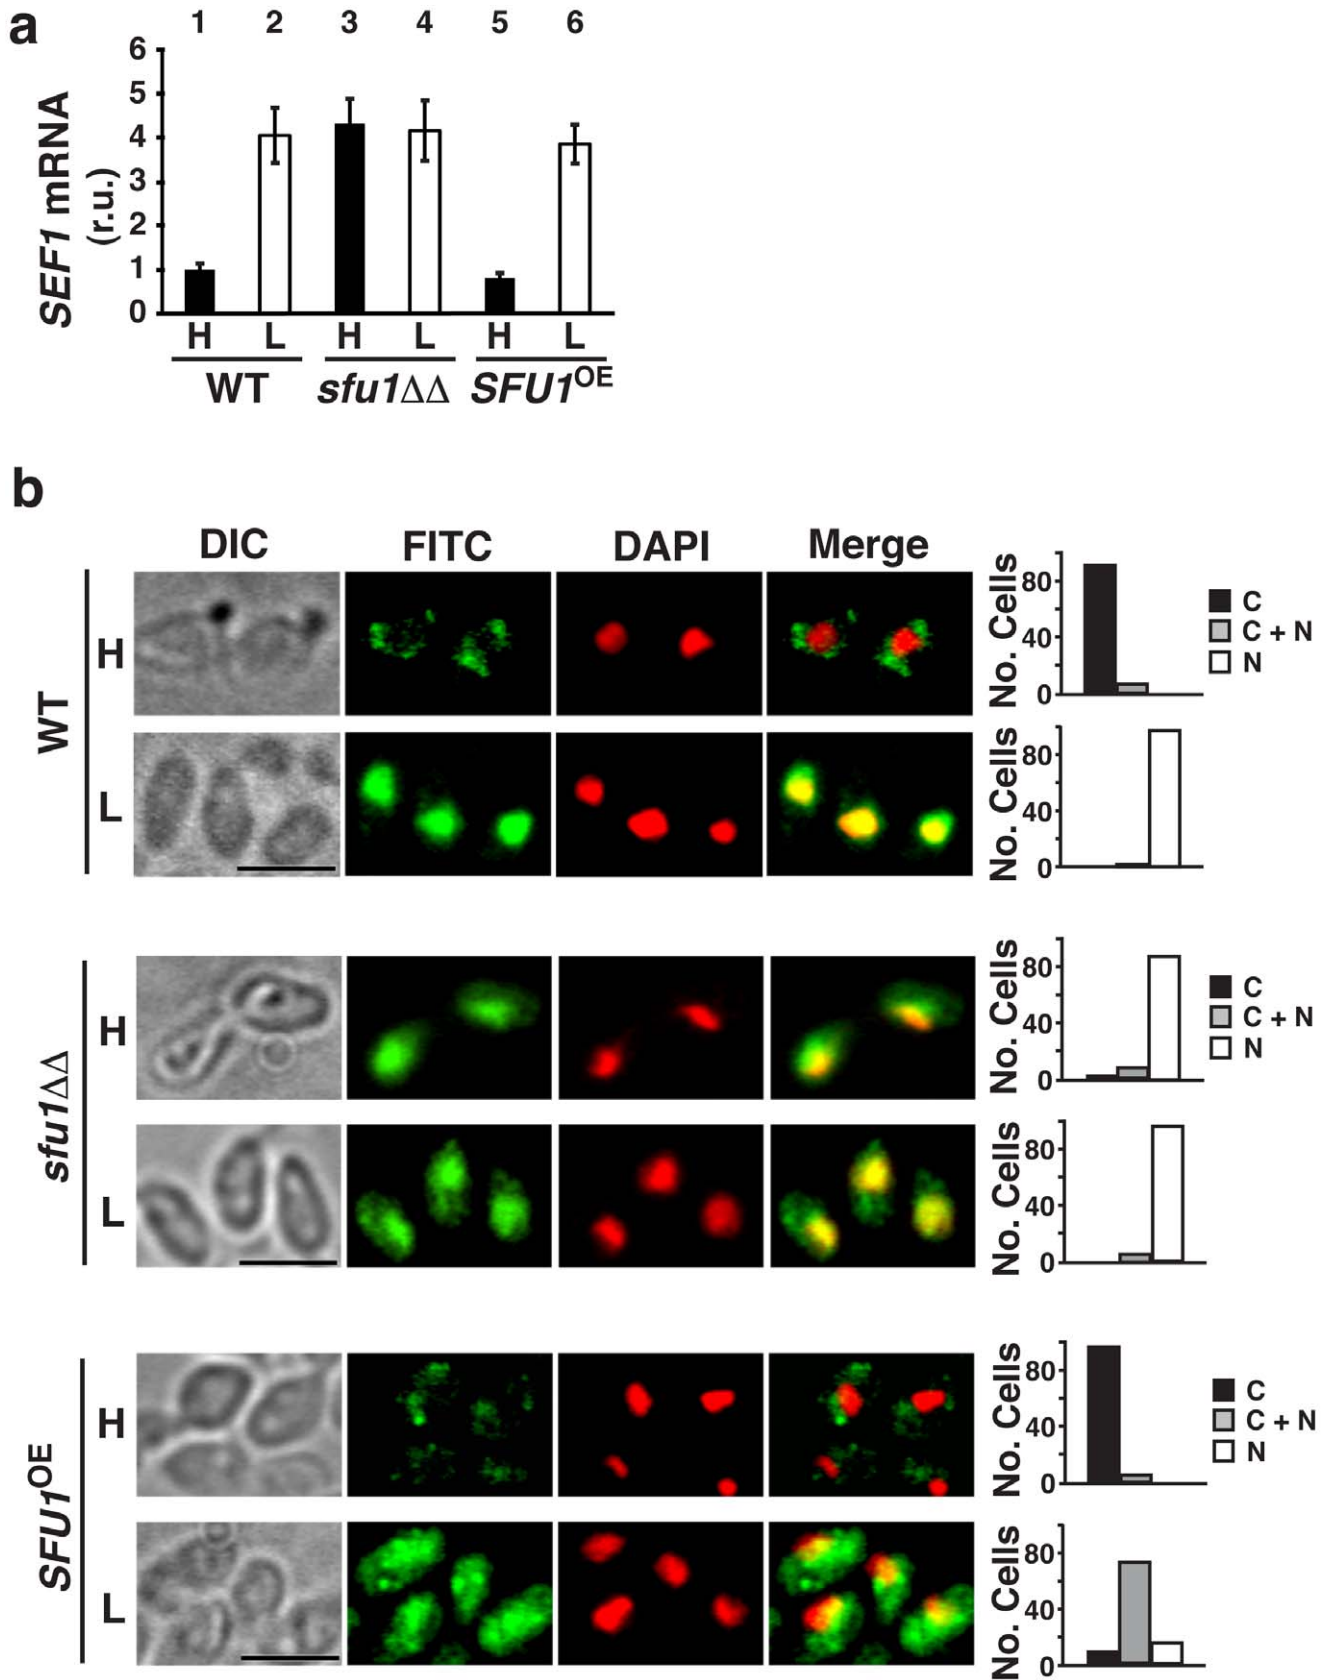 a
1 2 3 4 5 6
SEF1 mRNA
(r.u.)
6
5
4
3
2
1
0
H L H L H L
WT sfu1ΔΔ SFU1OE
b
DIC FITC DAPI Merge
WT
H
No. Cells
80
40
0
C
C + N
N
L
No. Cells
80
40
0
sfu1ΔΔ
H
No. Cells
80
40
0
C
C + N
N
L
No. Cells
80
40
0
SFU1OE
H
No. Cells
80
40
0
C
C + N
N
L
No. Cells
80
40
0